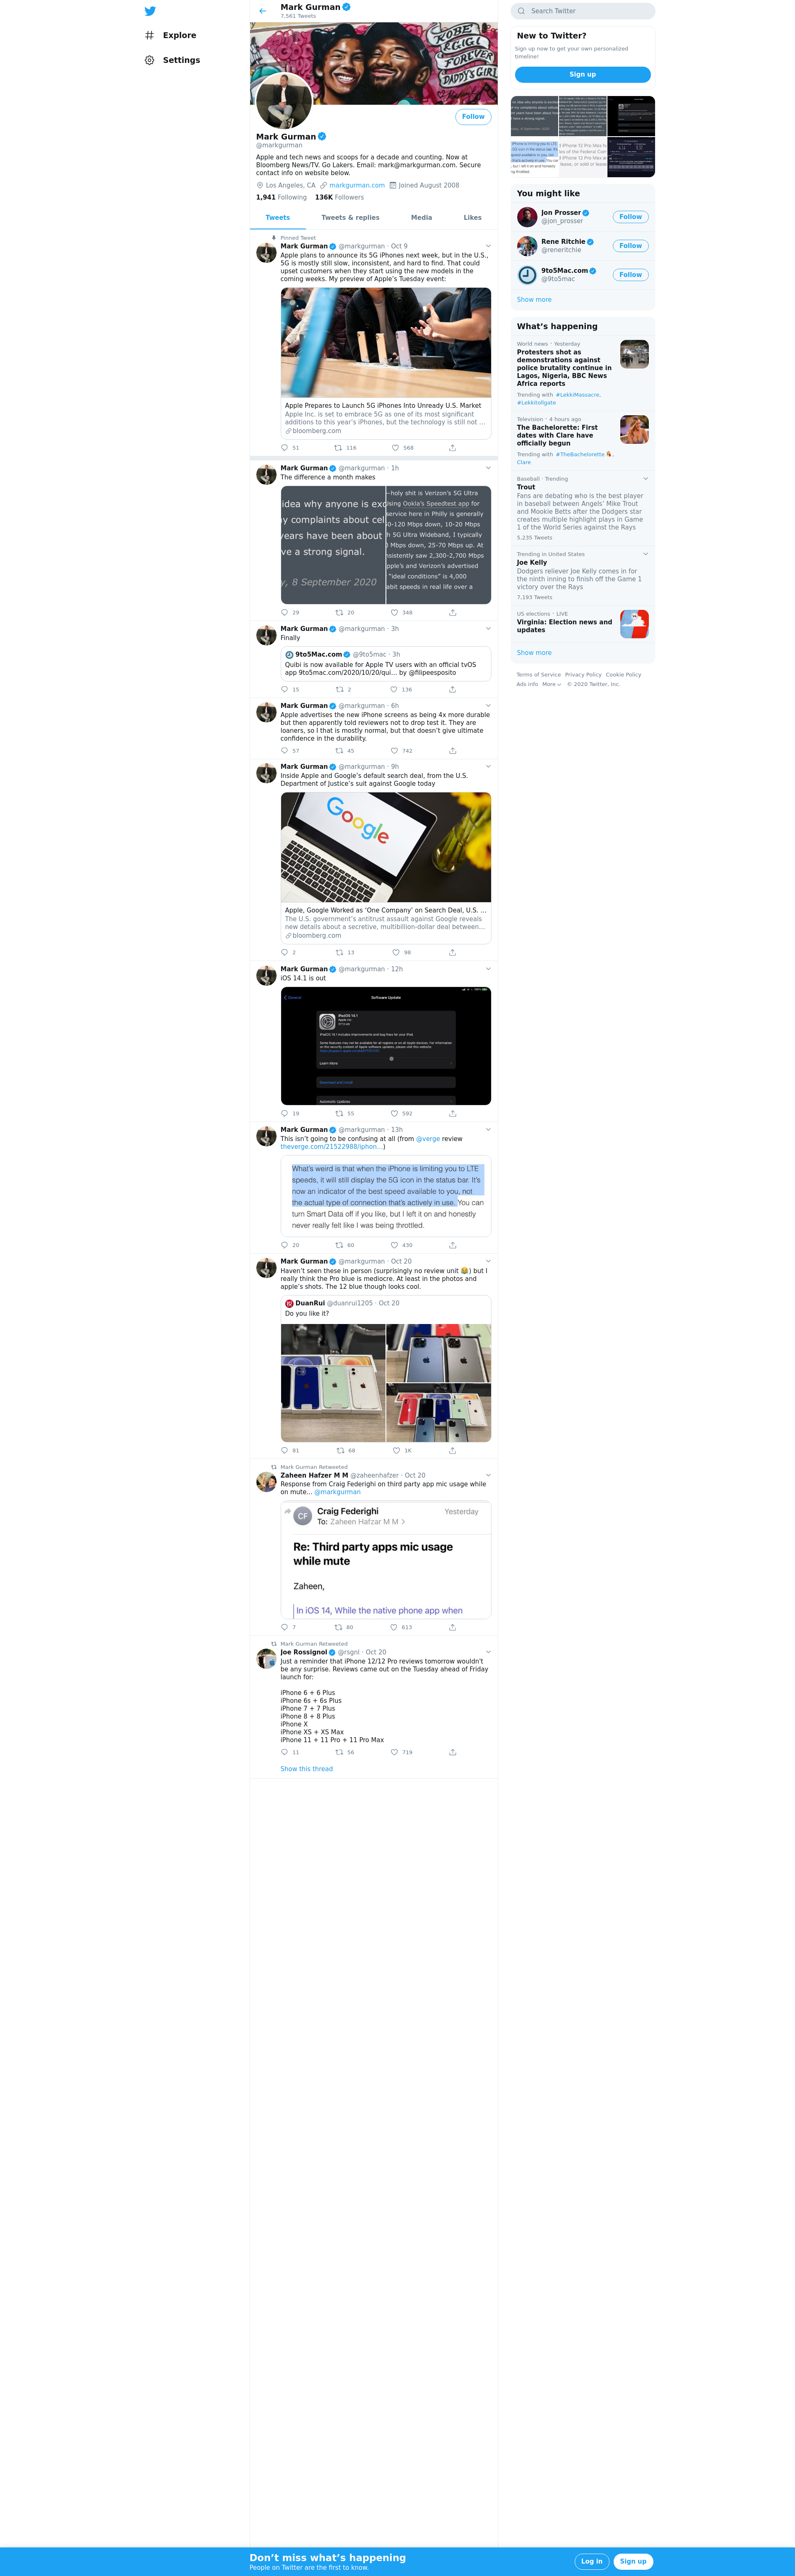 Explore
Settings
Mark Gurman
7,561 Tweets
KOBE
& GIGI
FOREVER
DADDY'S GIRL
Follow
Mark Gurman
@markgurman
Apple and tech news and scoops for a decade and counting. Now at
Bloomberg News/TV. Go Lakers. Email: mark@markgurman.com. Secure
contact info on website below.
Los Angeles, CA markgurman.com Joined August 2008
1,941 Following 136K Followers
Tweets Tweets & replies Media Likes
Pinned Tweet
Mark Gurman @markgurman · Oct 9
Apple plans to announce its 5G iPhones next week, but in the U.S.,
5G is mostly still slow, inconsistent, and hard to find. That could
upset customers when they start using the new models in the
coming weeks. My preview of Apple's Tuesday event:
Apple Prepares to Launch 5G iPhones Into Unready U.S. Market
Apple Inc. is set to embrace 5G as one of its most significant
additions to this year's iPhones, but the technology is still not ...
bloomberg.com
51 116 568
Mark Gurman @markgurman · 1h
The difference a month makes
idea why anyone is exc
y complaints about cel
years have been about
ve a strong signal.
y, 8 September 2020
—holy shit is Verizon's 5G Ultra
sing Ookla's Speedtest app for
service here in Philly is generally
0-120 Mbps down, 10–20 Mbps
h 5G Ultra Wideband, I typically
0 Mbps down, 25-70 Mbps up. At
nsistently saw 2,300–2,700 Mbps
pple's and Verizon's advertised
"ideal conditions" is 4,000
abit speeds in real life over a
29 20 348
Mark Gurman @markgurman · 3h
Finally
9to5Mac.com @9to5mac · 3h
Quibi is now available for Apple TV users with an official tvOS
app 9to5mac.com/2020/10/20/qui... by @filipeesposito
15 2 136
Mark Gurman @markgurman · 6h
Apple advertises the new iPhone screens as being 4x more durable
but then apparently told reviewers not to drop test it. They are
loaners, so I that is mostly normal, but that doesn't give ultimate
confidence in the durability.
57 45 742
Mark Gurman @markgurman · 9h
Inside Apple and Google's default search deal, from the U.S.
Department of Justice's suit against Google today
Google
Apple, Google Worked as 'One Company' on Search Deal, U.S. ...
The U.S. government's antitrust assault against Google reveals
new details about a secretive, multibillion-dollar deal between...
bloomberg.com
2 13 98
Mark Gurman @markgurman · 12h
iOS 14.1 is out
General Software Update
iPadOS 14.1
Apple Inc.
Learn More
Download and Install
Automatic Updates
19 55 592
Mark Gurman @markgurman · 13h
This isn't going to be confusing at all (from @verge review
theverge.com/21522988/iphon...)
What's weird is that when the iPhone is limiting you to LTE
speeds, it will still display the 5G icon in the status bar. It's
now an indicator of the best speed available to you, not
the actual type of connection that's actively in use. You can
turn Smart Data off if you like, but I left it on and honestly
never really felt like I was being throttled.
20 60 430
Mark Gurman @markgurman · Oct 20
Haven't seen these in person (surprisingly no review unit 😂) but I
really think the Pro blue is mediocre. At least in the photos and
apple's shots. The 12 blue though looks cool.
DuanRui @duanrui1205 · Oct 20
Do you like it?
81 68 1K
Mark Gurman Retweeted
Zaheen Hafzer M M @zaheenhafzer · Oct 20
Response from Craig Federighi on third party app mic usage while
on mute... @markgurman
CF
Craig Federighi Yesterday
To: Zaheen Hafzar M M
Re: Third party apps mic usage
while mute
Zaheen,
In iOS 14, While the native phone app when
7 80 613
Mark Gurman Retweeted
Joe Rossignol @rsgnl · Oct 20
Just a reminder that iPhone 12/12 Pro reviews tomorrow wouldn't
be any surprise. Reviews came out on the Tuesday ahead of Friday
launch for:
iPhone 6 + 6 Plus
iPhone 6s + 6s Plus
iPhone 7 + 7 Plus
iPhone 8 + 8 Plus
iPhone X
iPhone XS + XS Max
iPhone 11 + 11 Pro + 11 Pro Max
11 56 719
Show this thread
Search Twitter
New to Twitter?
Sign up now to get your own personalized
timeline!
Sign up
You might like
Jon Prosser
@jon_prosser
Follow
Rene Ritchie
@reneritchie
Follow
9to5Mac.com
@9to5mac
Follow
Show more
What's happening
World news · Yesterday
Protesters shot as
demonstrations against
police brutality continue in
Lagos, Nigeria, BBC News
Africa reports
Trending with #LekkiMassacre,
#Lekkitollgate
Television · 4 hours ago
The Bachelorette: First
dates with Clare have
officially begun
Trending with #TheBachelorette ,
Clare
Baseball · Trending
Trout
Fans are debating who is the best player
in baseball between Angels' Mike Trout
and Mookie Betts after the Dodgers star
creates multiple highlight plays in Game
1 of the World Series against the Rays
5,235 Tweets
Trending in United States
Joe Kelly
Dodgers reliever Joe Kelly comes in for
the ninth inning to finish off the Game 1
victory over the Rays
7,193 Tweets
US elections · LIVE
Virginia: Election news and
updates
Show more
Terms of Service Privacy Policy Cookie Policy
Ads info More © 2020 Twitter, Inc.
Don't miss what's happening
People on Twitter are the first to know.
Log in
Sign up